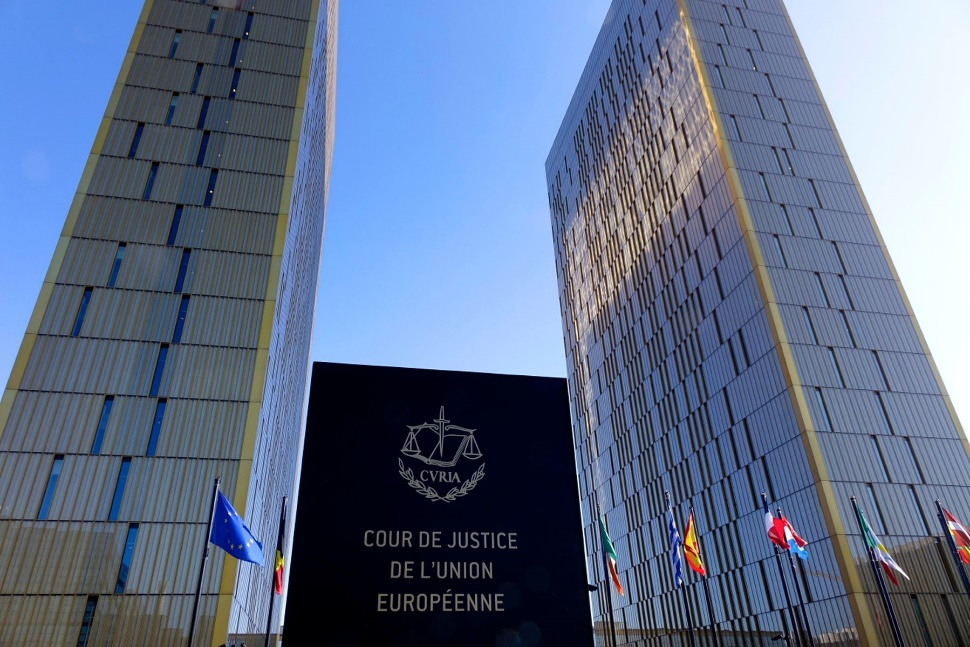 CVRIA
COUR DE JUSTICE
DE L'UNION
EUROPÉENNE